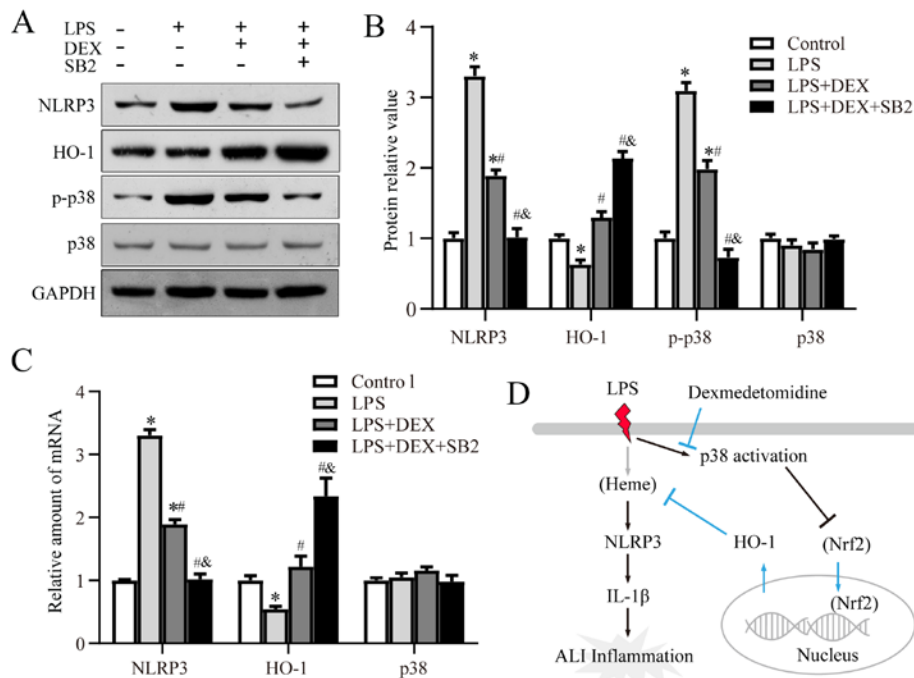 A
LPS - + + +
DEX - - + +
SB2 - - - +
NLRP3
HO-1
p-p38
p38
GAPDH
B
Protein relative value
4
3
2
1
0
Control
LPS
LPS+DEX
LPS+DEX+SB2
*
*#
#&
*
#
#&
*
*#
#&
NLRP3 HO-1 p-p38 p38
C
Relative amount of mRNA
4
3
2
1
0
Contro l
LPS
LPS+DEX
LPS+DEX+SB2
*
*#
#&
*
#
#&
NLRP3 HO-1 p38
D
LPS Dexmedetomidine
p38 activation
(Heme)
NLRP3 HO-1 (Nrf2)
IL-1β (Nrf2)
Nucleus
ALI Inflammation